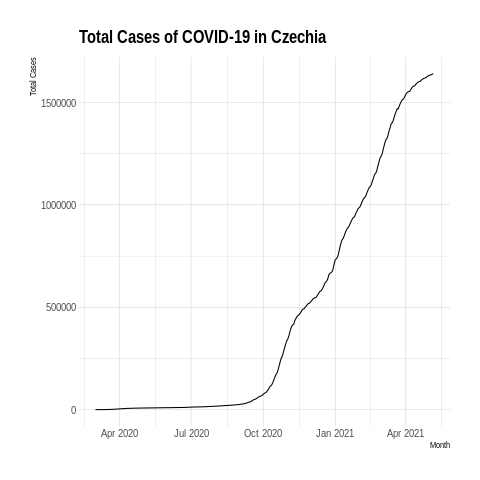 Total Cases of COVID-19 in Czechia
Total Cases
1500000
1000000
500000
0
Apr 2020 Jul 2020 Oct 2020 Jan 2021 Apr 2021
Month